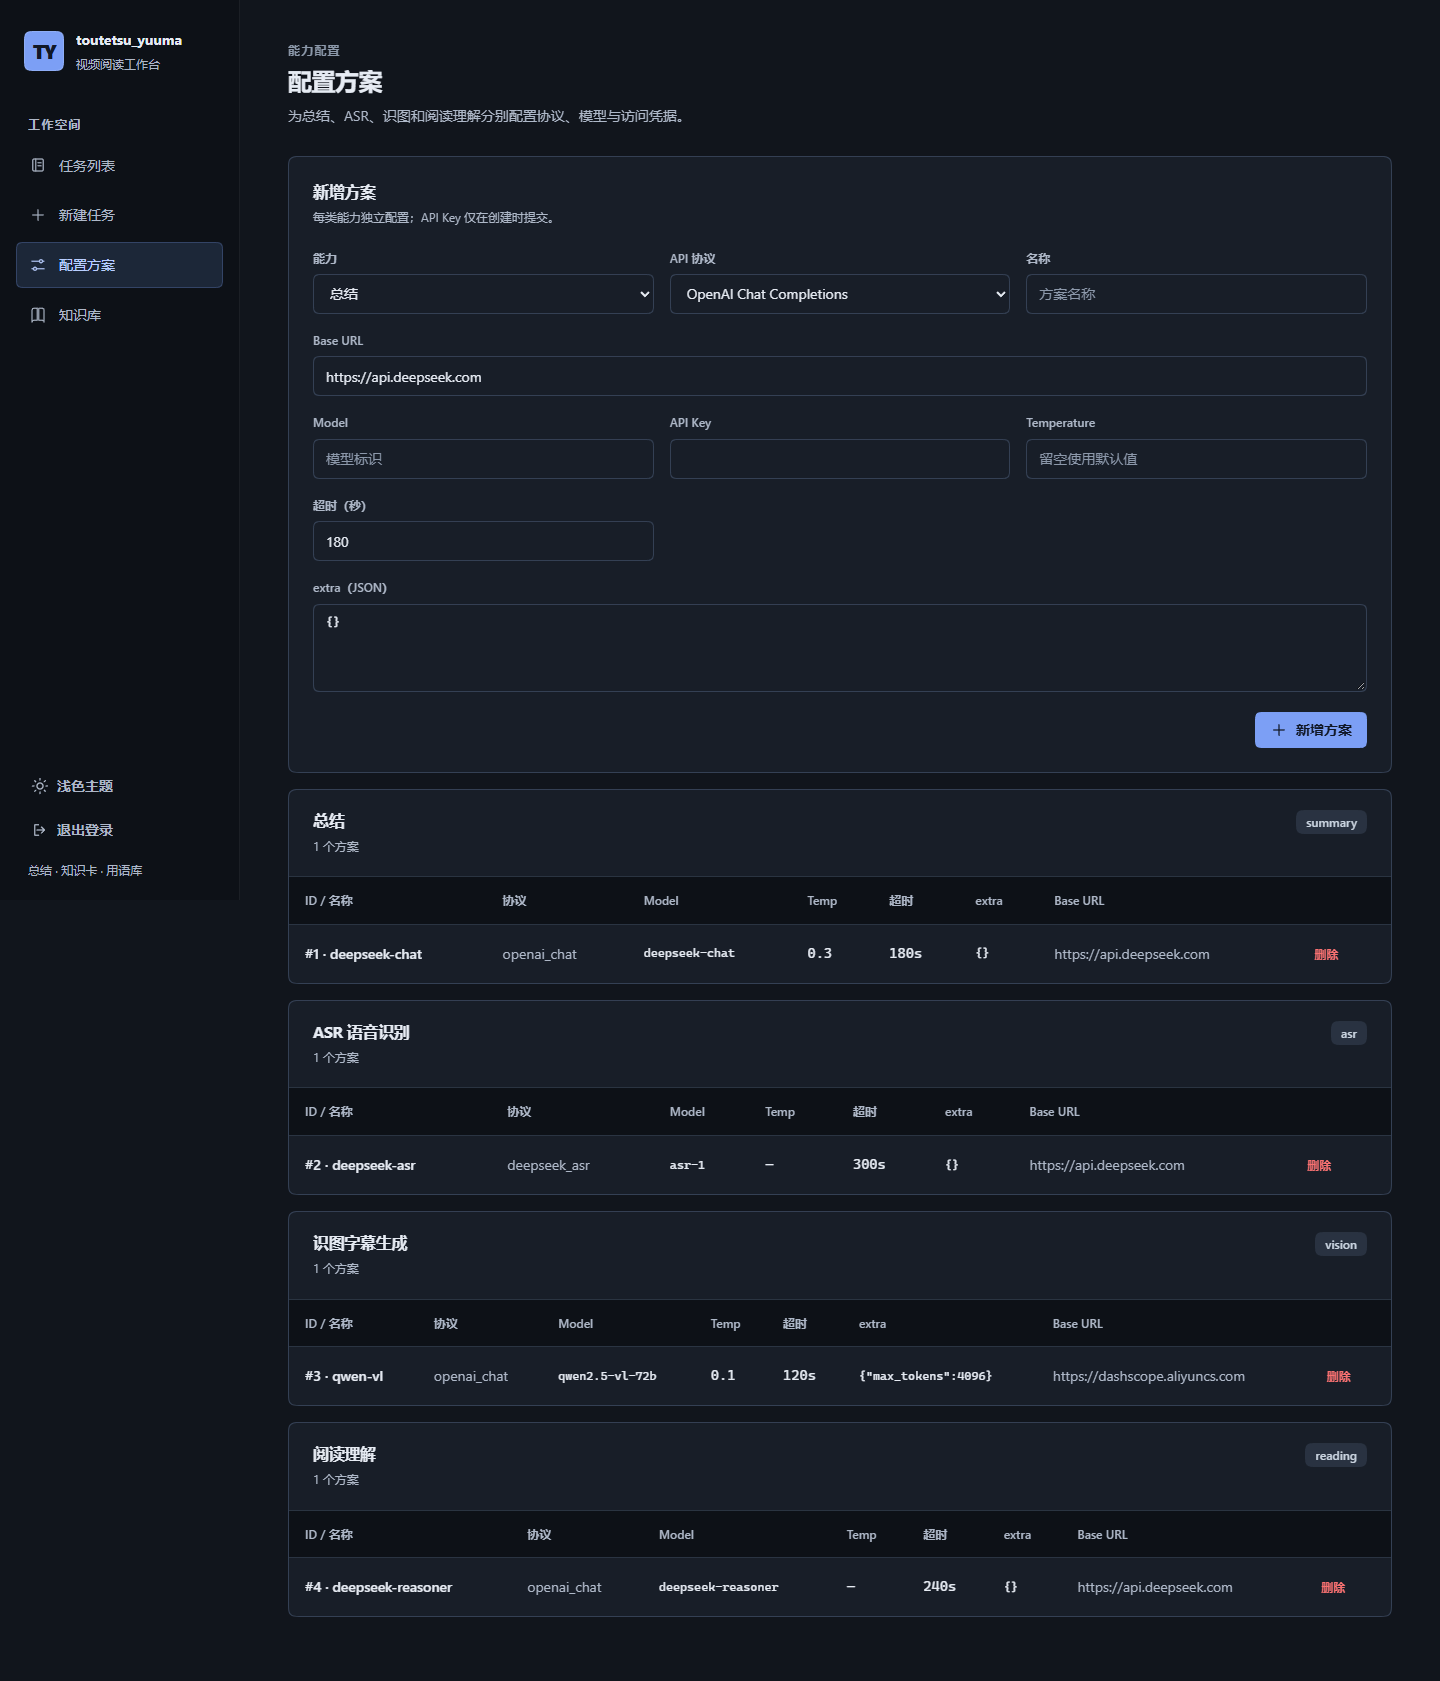 TY
toutetsu_yuuma
视频阅读工作台
工作空间
任务列表
新建任务
配置方案
知识库
浅色主题
退出登录
总结 · 知识卡 · 用语库
能力配置
配置方案
为总结、ASR、识图和阅读理解分别配置协议、模型与访问凭据。
新增方案
每类能力独立配置；API Key 仅在创建时提交。
能力 API 协议 名称
总结 OpenAI Chat Completions 方案名称
Base URL
https://api.deepseek.com
Model API Key Temperature
模型标识 留空使用默认值
超时（秒）
180
extra（JSON）
{}
新增方案
总结 summary
1 个方案
ID / 名称 协议 Model Temp 超时 extra Base URL
#1 · deepseek-chat openai_chat deepseek-chat 0.3 180s {} https://api.deepseek.com 删除
ASR 语音识别 asr
1 个方案
ID / 名称 协议 Model Temp 超时 extra Base URL
#2 · deepseek-asr deepseek_asr asr-1 — 300s {} https://api.deepseek.com 删除
识图字幕生成 vision
1 个方案
ID / 名称 协议 Model Temp 超时 extra Base URL
#3 · qwen-vl openai_chat qwen2.5-vl-72b 0.1 120s {"max_tokens":4096} https://dashscope.aliyuncs.com 删除
阅读理解 reading
1 个方案
ID / 名称 协议 Model Temp 超时 extra Base URL
#4 · deepseek-reasoner openai_chat deepseek-reasoner — 240s {} https://api.deepseek.com 删除